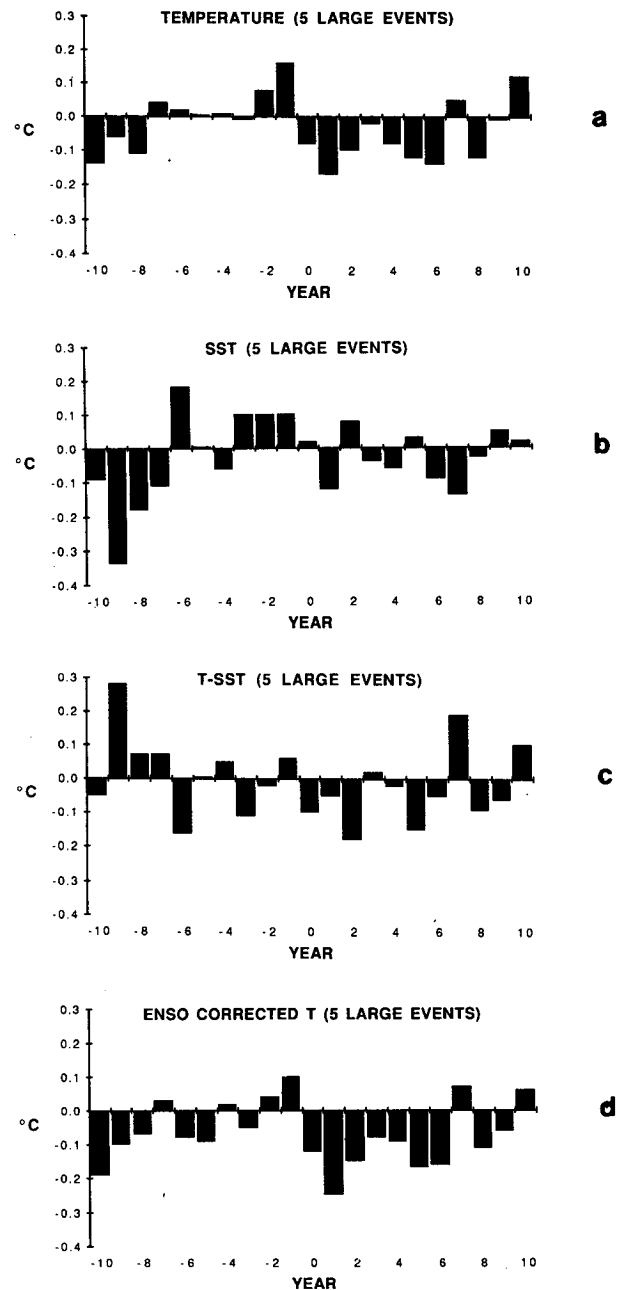 TEMPERATURE (5 LARGE EVENTS)
0.3
0.2
0.1
0.0
°C
-0.1
-0.2
-0.3
-0.4
-10 -8 -6 -4 -2 0 2 4 6 8 10
YEAR
a
SST (5 LARGE EVENTS)
0.3
0.2
0.1
0.0
°C
-0.1
-0.2
-0.3
-0.4
-10 -8 -6 -4 -2 0 2 4 6 8 10
YEAR
b
T-SST (5 LARGE EVENTS)
0.3
0.2
0.1
0.0
°C
-0.1
-0.2
-0.3
-0.4
-10 -8 -6 -4 -2 0 2 4 6 8 10
YEAR
c
ENSO CORRECTED T (5 LARGE EVENTS)
0.3
0.2
0.1
0.0
°C
-0.1
-0.2
-0.3
-0.4
-10 -8 -6 -4 -2 0 2 4 6 8 10
YEAR
d